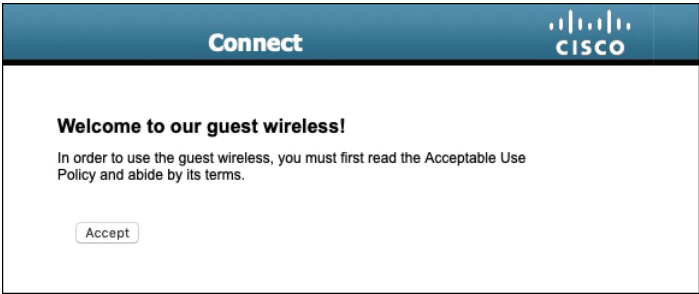 Connect
CISCO
Welcome to our guest wireless!
In order to use the guest wireless, you must first read the Acceptable Use
Policy and abide by its terms.
Accept